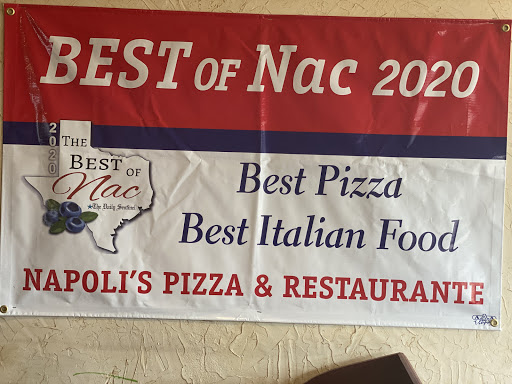 BEST OF Nac 2020
2020
THE
BEST OF
Nac
The Daily Sentinel
Best Pizza
Best Italian Food
NAPOLI'S PIZZA & RESTAURANTE